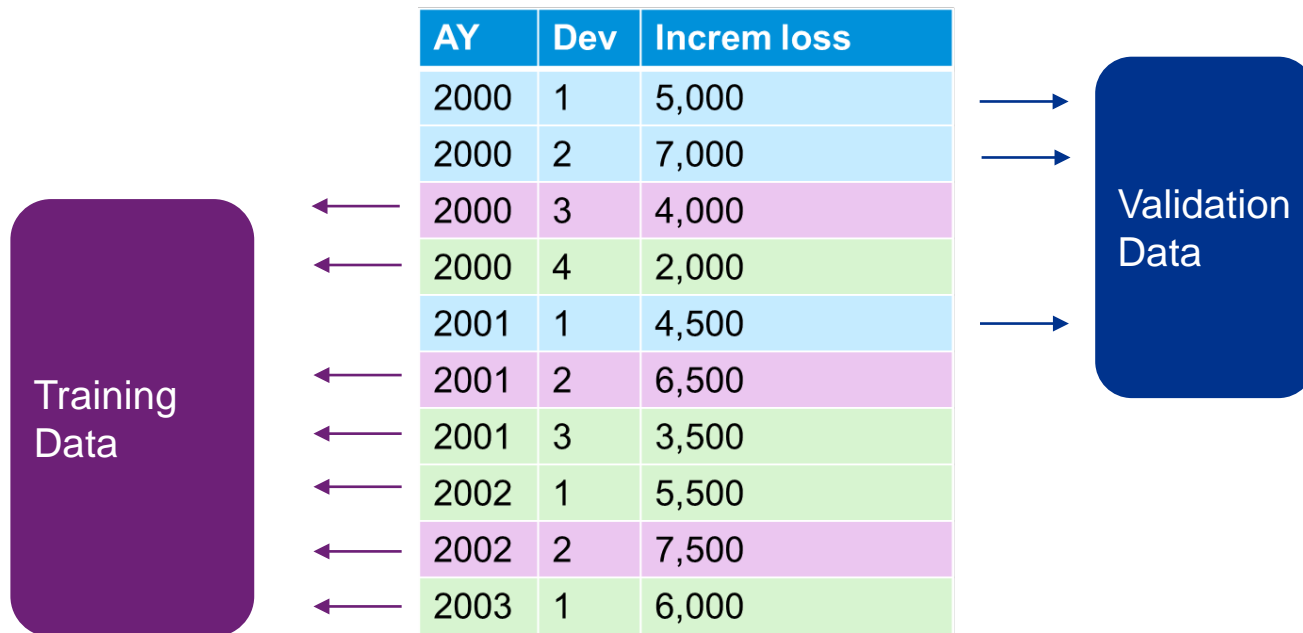 AY Dev Increm loss
2000 1 5,000
2000 2 7,000
2000 3 4,000
2000 4 2,000
2001 1 4,500
2001 2 6,500
2001 3 3,500
2002 1 5,500
2002 2 7,500
2003 1 6,000
Training
Data
Validation
Data